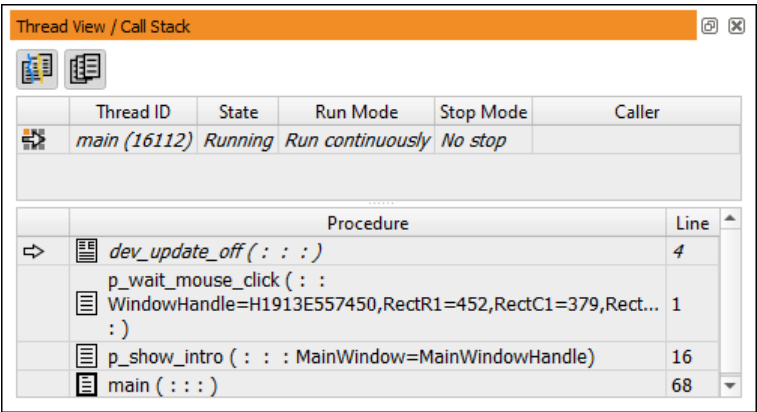 Thread View / Call Stack
Thread ID State Run Mode Stop Mode Caller
main (16112) Running Run continuously No stop
Procedure Line
dev_update_off ( : : : ) 4
p_wait_mouse_click ( : :
WindowHandle=H1913E557450,RectR1=452,RectC1=379,Rect... 1
: )
p_show_intro ( : : : MainWindow=MainWindowHandle) 16
main ( : : : ) 68